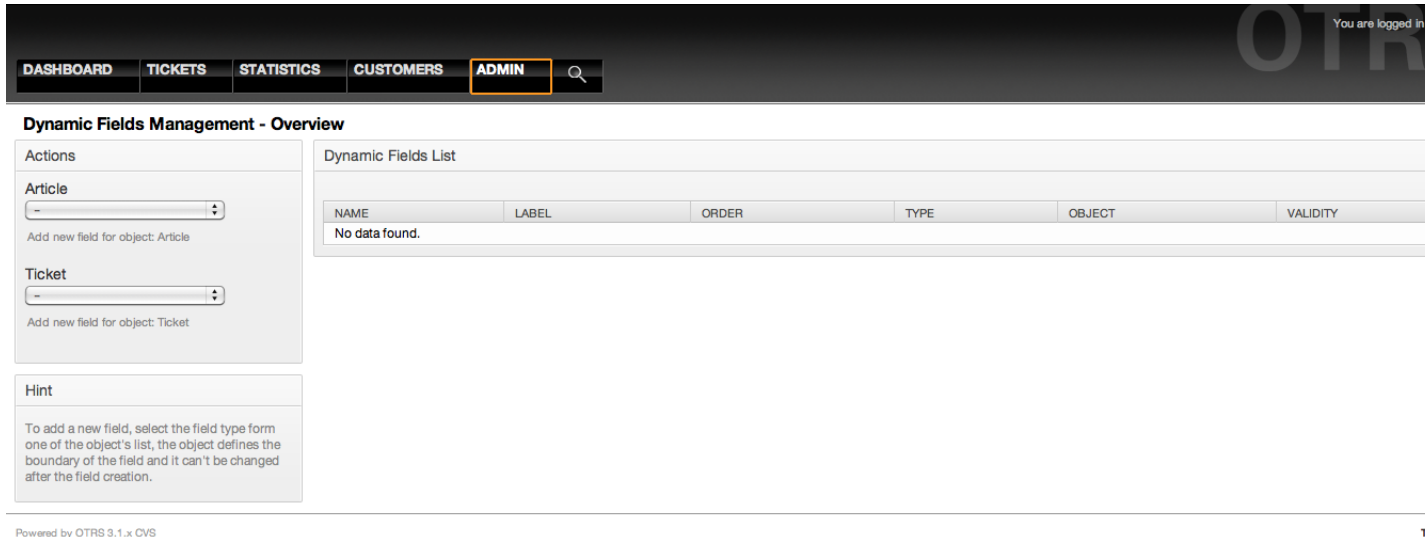 OTR
You are logged in
DASHBOARD TICKETS STATISTICS CUSTOMERS ADMIN
Dynamic Fields Management - Overview
Actions
Article
–
Add new field for object: Article
Ticket
–
Add new field for object: Ticket
Hint
To add a new field, select the field type form
one of the object's list, the object defines the
boundary of the field and it can't be changed
after the field creation.
Dynamic Fields List
NAME LABEL ORDER TYPE OBJECT VALIDITY
No data found.
Powered by OTRS 3.1.x CVS
T